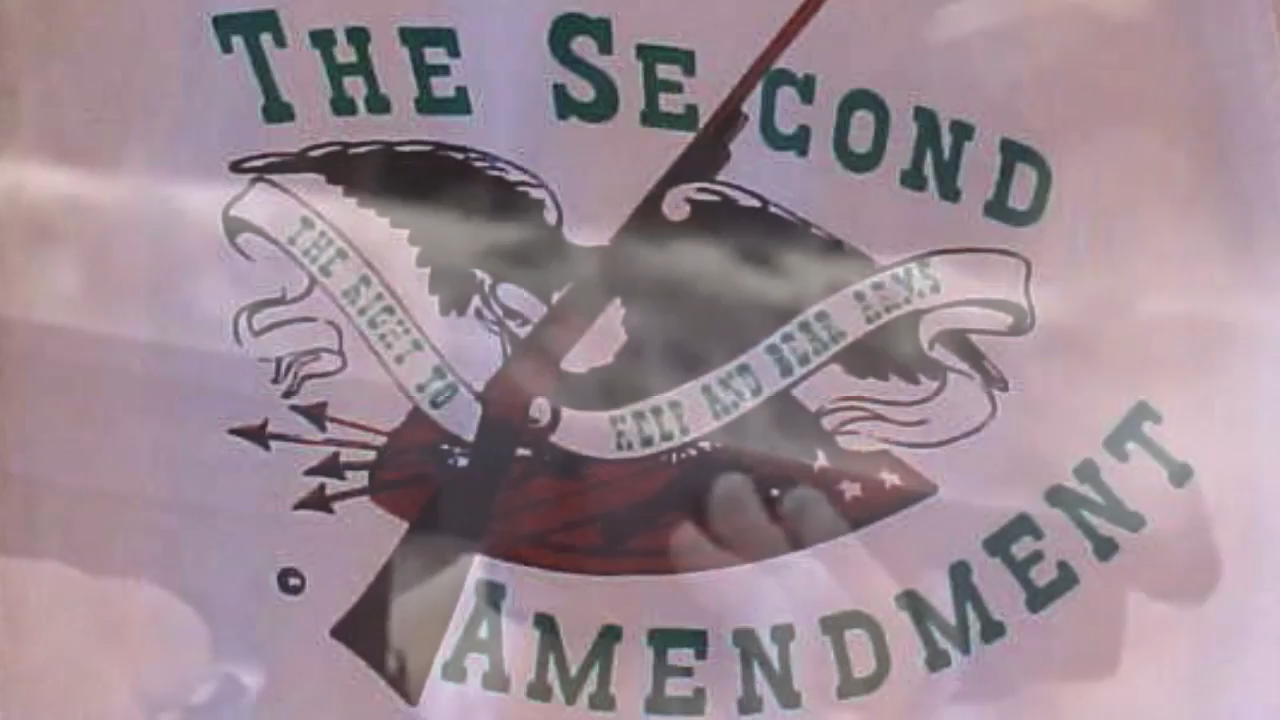 THE SECOND
THE RIGHT TO
KEEP AND BEAR ARMS
AMENDMENT